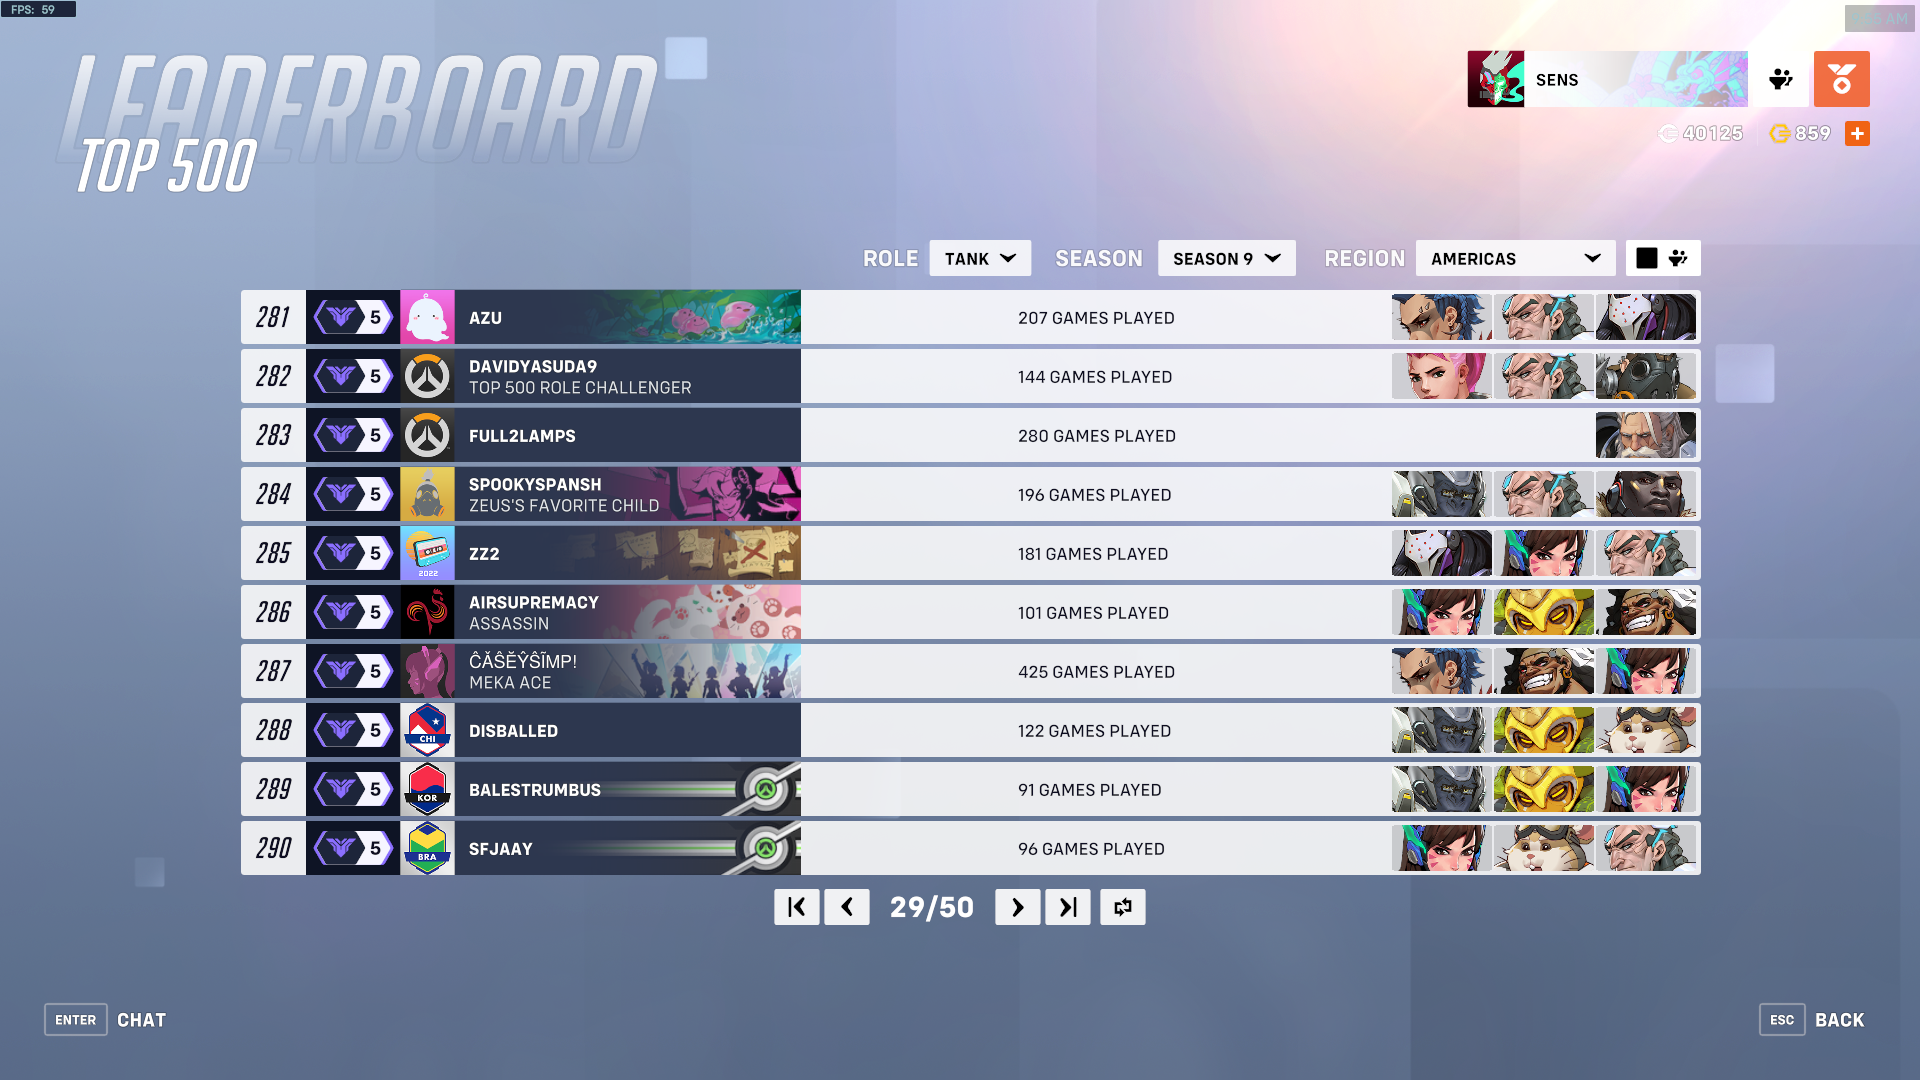 FPS: 59
LEADERBOARD
TOP 500
SENS
40125
859
ROLE TANK SEASON SEASON 9 REGION AMERICAS
281 5 AZU 207 GAMES PLAYED
282 5 DAVIDYASUDA9 144 GAMES PLAYED
TOP 500 ROLE CHALLENGER
283 5 FULL2LAMPS 280 GAMES PLAYED
284 5 SPOOKYSPANSH 196 GAMES PLAYED
ZEUS'S FAVORITE CHILD
285 2022 5 ZZ2 181 GAMES PLAYED
286 5 AIRSUPREMACY 101 GAMES PLAYED
ASSASSIN
287 5 ĈĂŜĔŶŜĨMP! 425 GAMES PLAYED
MEKA ACE
288 5 CHI DISBALLED 122 GAMES PLAYED
289 5 KOR BALESTRUMBUS 91 GAMES PLAYED
290 5 BRA SFJAAY 96 GAMES PLAYED
29/50
ENTER CHAT
ESC BACK